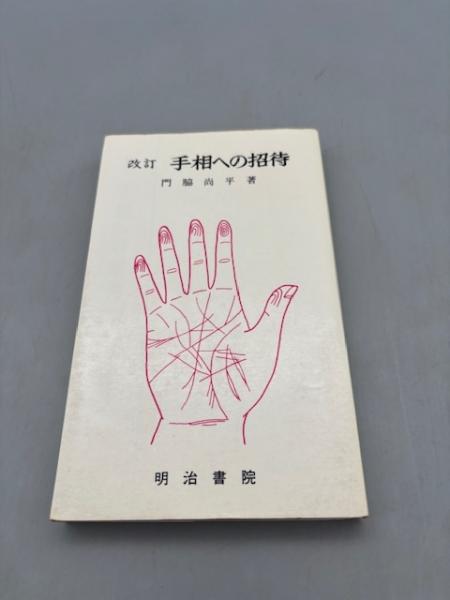 改訂 手相への招待
門脇尚平著
明治書院